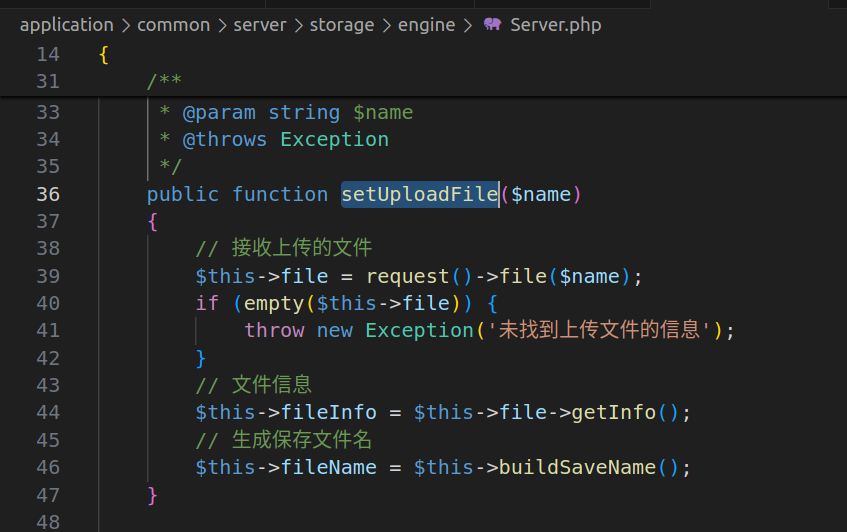 application > common > server > storage > engine > Server.php
14 {
31 /**
33 * @param string $name
34 * @throws Exception
35 */
36 public function setUploadFile($name)
37 {
38 // 接收上传的文件
39 $this->file = request()->file($name);
40 if (empty($this->file)) {
41 throw new Exception('未找到上传文件的信息');
42 }
43 // 文件信息
44 $this->fileInfo = $this->file->getInfo();
45 // 生成保存文件名
46 $this->fileName = $this->buildSaveName();
47 }
48